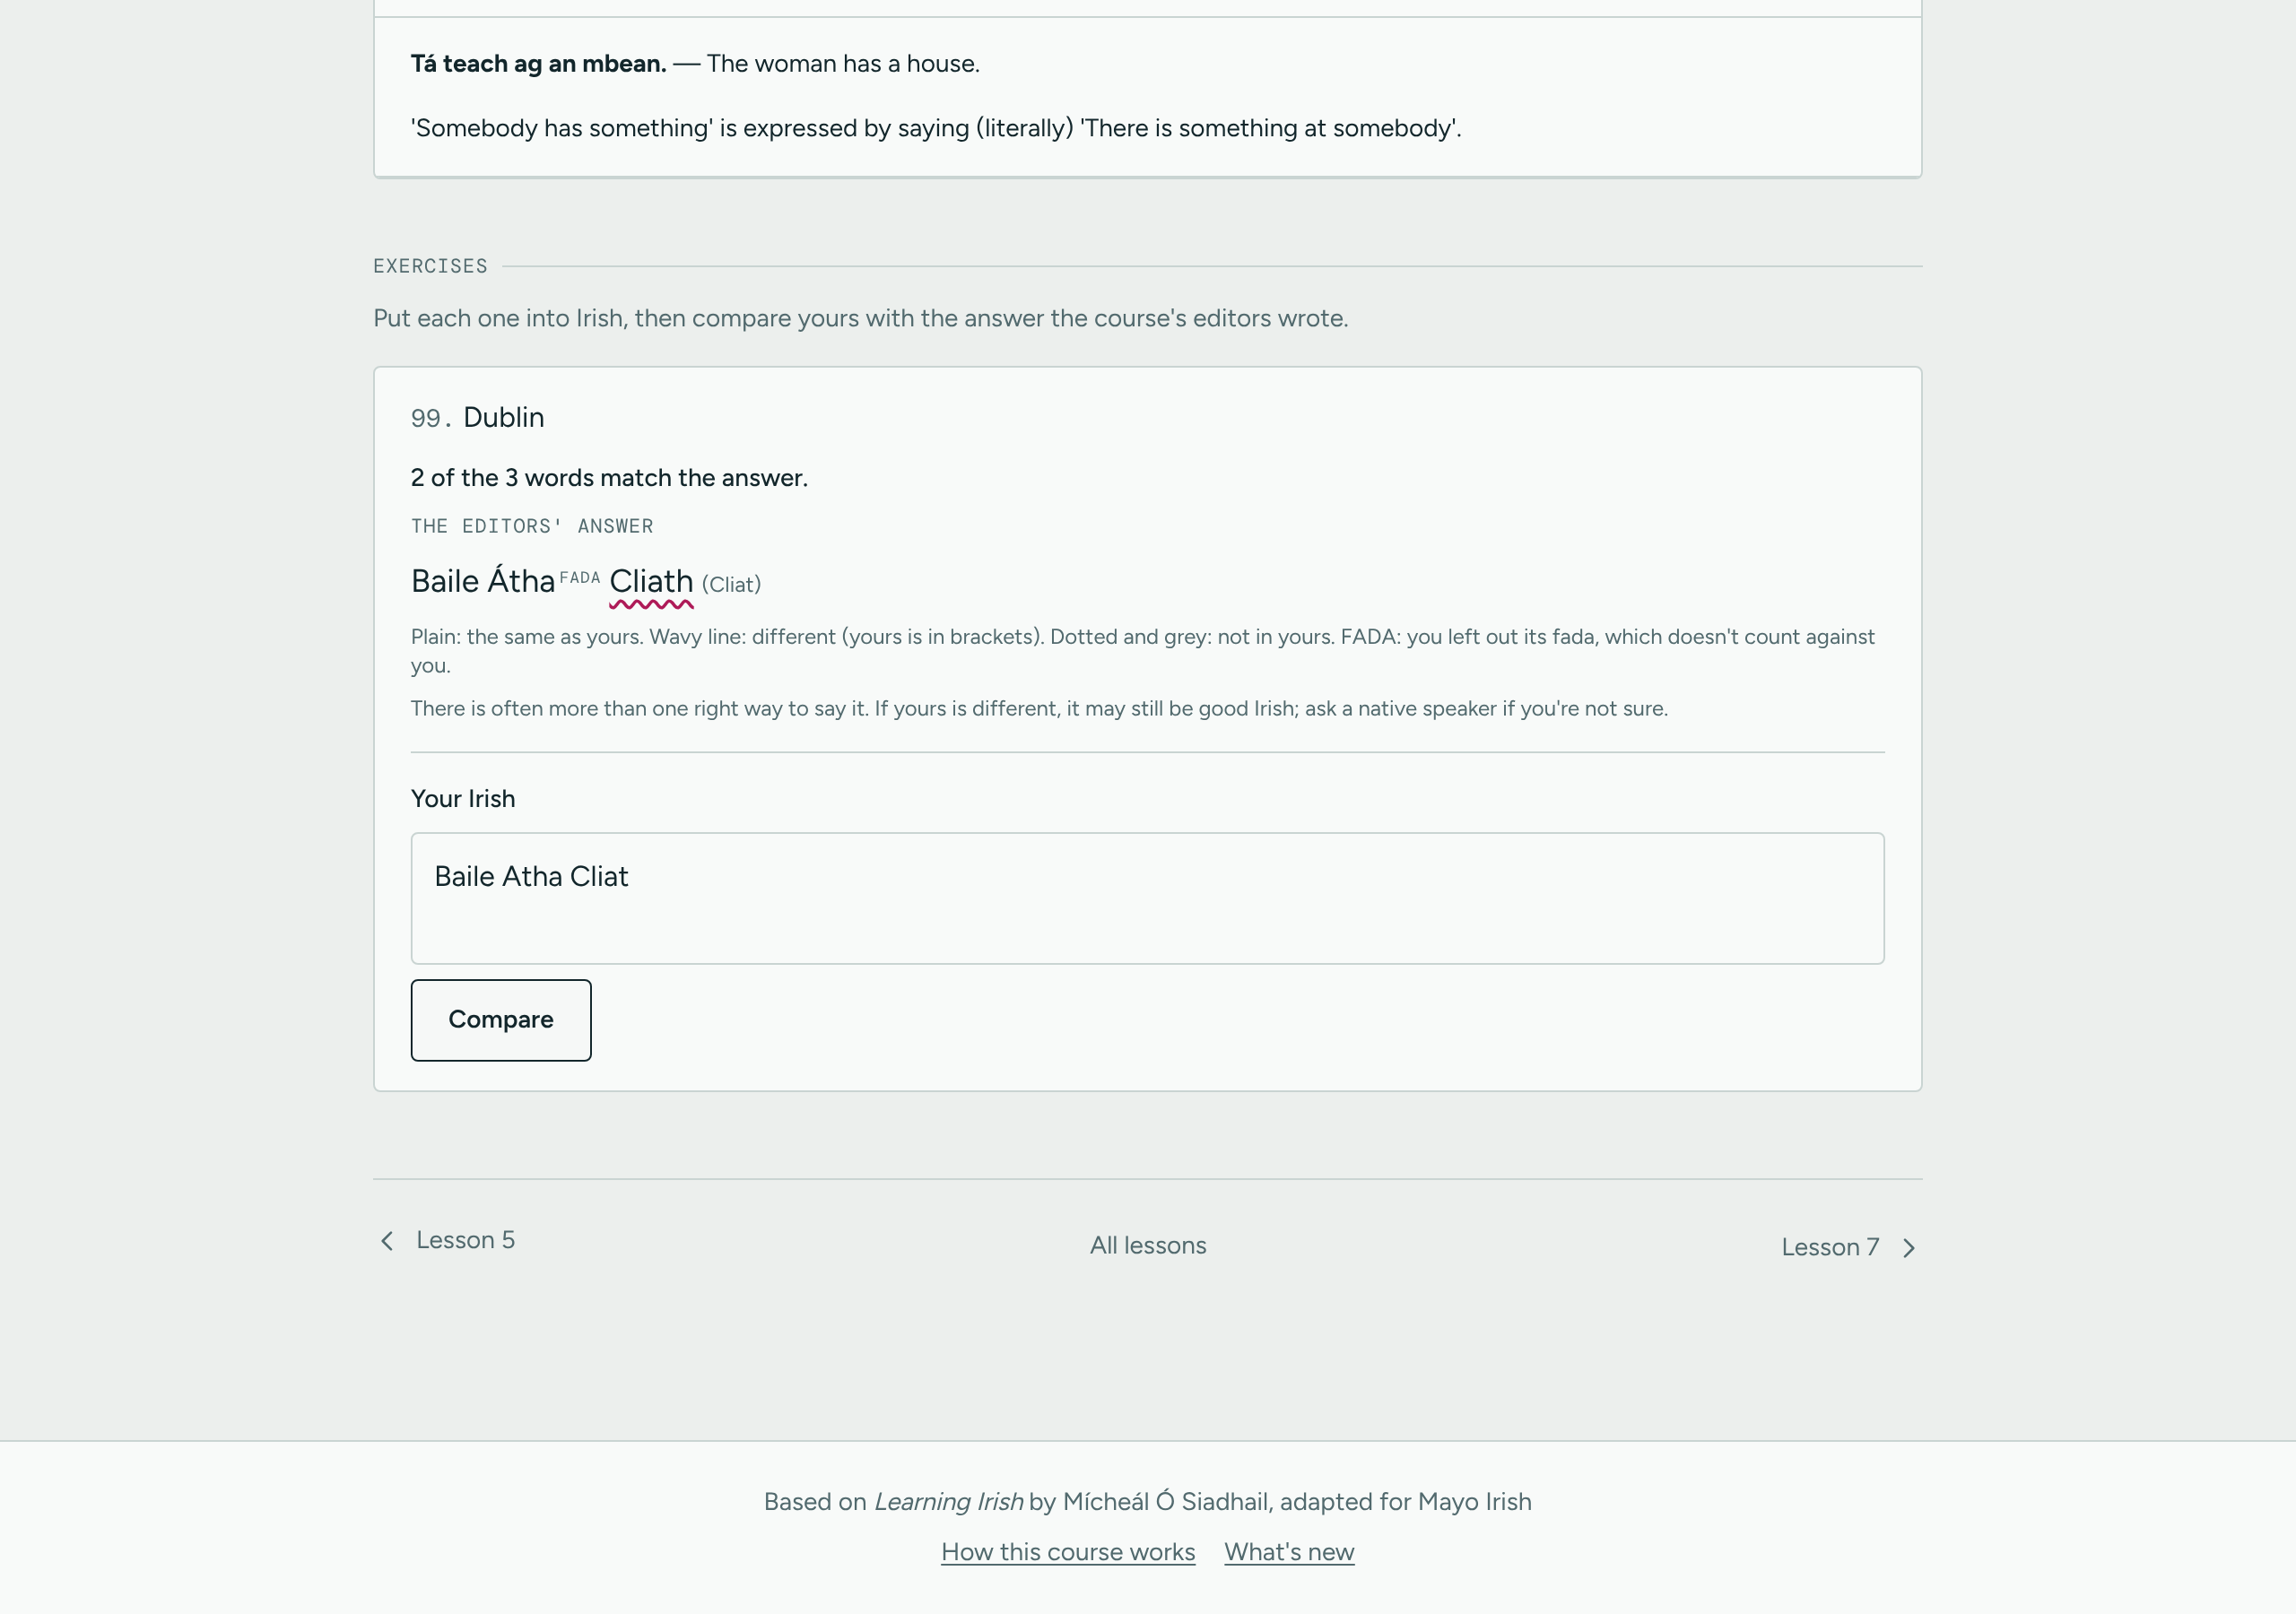 Tá teach ag an mbean. — The woman has a house.
'Somebody has something' is expressed by saying (literally) 'There is something at somebody'.
EXERCISES
Put each one into Irish, then compare yours with the answer the course's editors wrote.
99. Dublin
2 of the 3 words match the answer.
THE EDITORS' ANSWER
Baile Átha FADA Cliath (Cliat)
Plain: the same as yours. Wavy line: different (yours is in brackets). Dotted and grey: not in yours. FADA: you left out its fada, which doesn't count against
you.
There is often more than one right way to say it. If yours is different, it may still be good Irish; ask a native speaker if you're not sure.
Your Irish
Baile Atha Cliat
Compare
Lesson 5
All lessons
Lesson 7
Based on Learning Irish by Mícheál Ó Siadhail, adapted for Mayo Irish
How this course works What's new